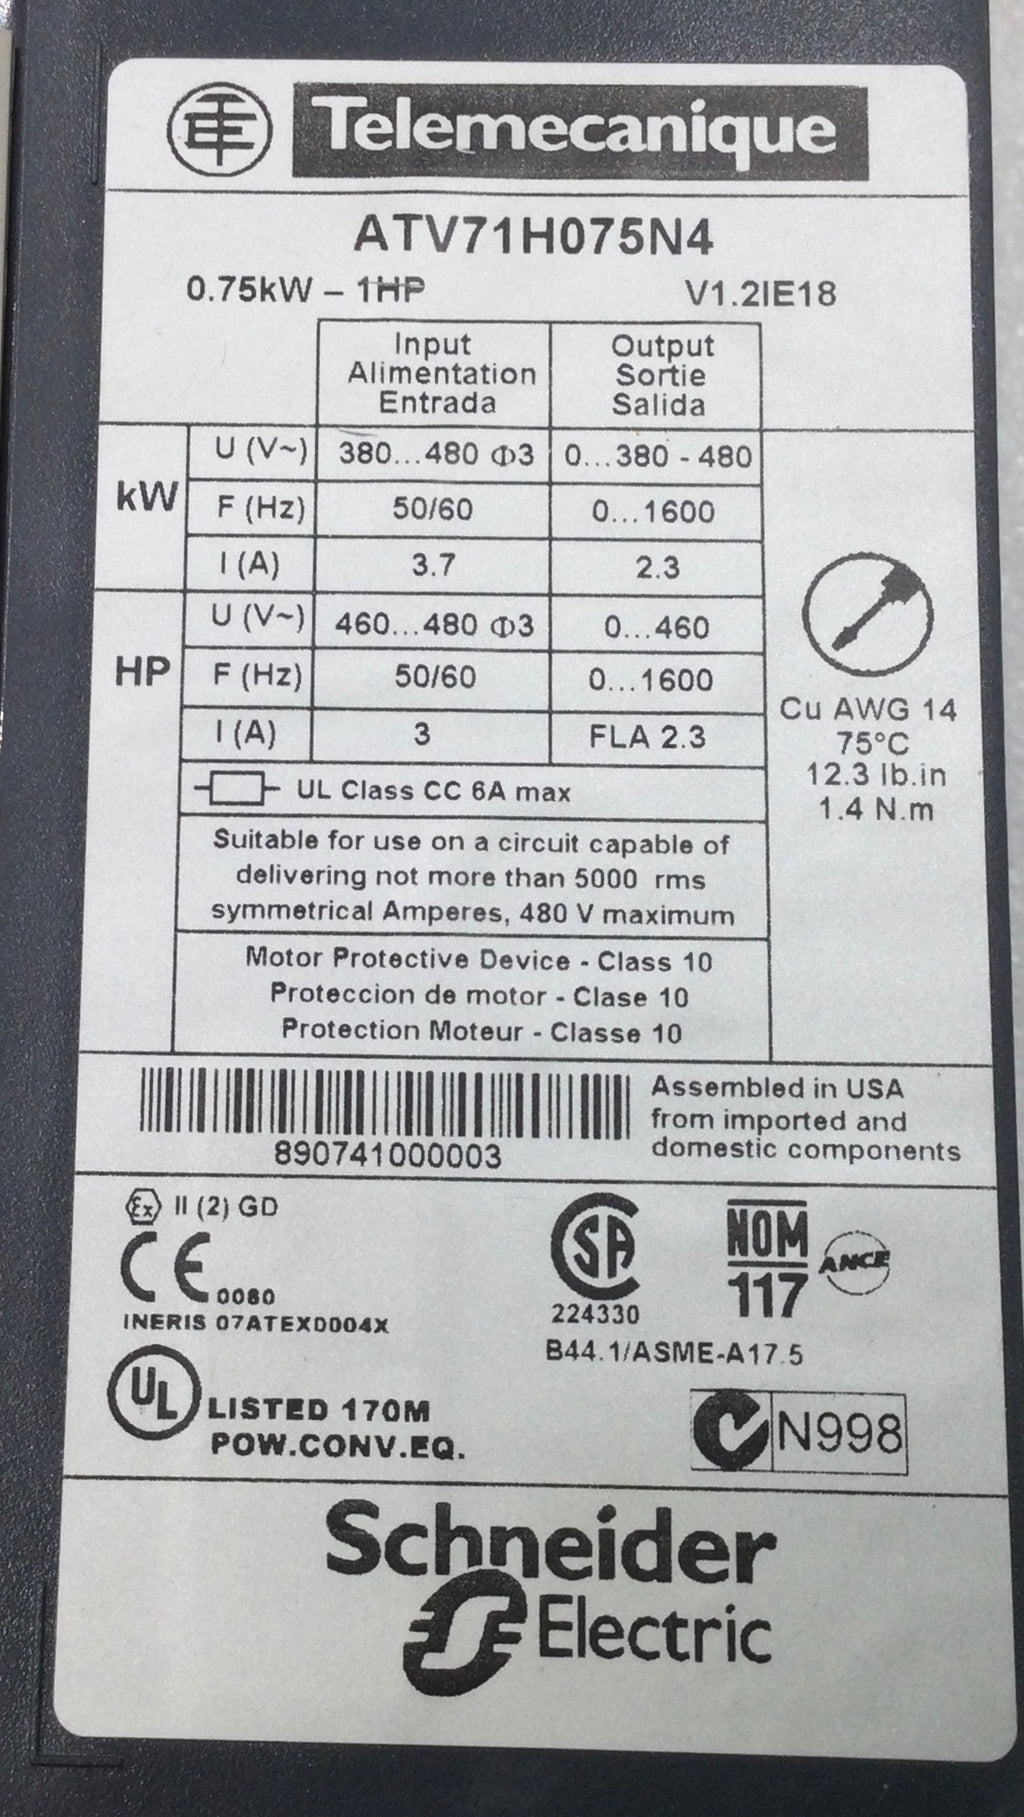 Telemecanique
ATV71H075N4
0.75kW – 1HP V1.2IE18
Input Output
Alimentation Sortie
Entrada Salida
kW
U (V~) 380...480 Φ3 0...380 - 480
F (Hz) 50/60 0...1600
I (A) 3.7 2.3
HP
U (V~) 460...480 Φ3 0...460
F (Hz) 50/60 0...1600
I (A) 3 FLA 2.3
Cu AWG 14
75°C
12.3 lb.in
1.4 N.m
UL Class CC 6A max
Suitable for use on a circuit capable of
delivering not more than 5000 rms
symmetrical Amperes, 480 V maximum
Motor Protective Device - Class 10
Proteccion de motor - Clase 10
Protection Moteur - Classe 10
890741000003
Assembled in USA
from imported and
domestic components
Ex II (2) GD
CE 0080
INERIS 07ATEX0004X
UL LISTED 170M
POW.CONV.EQ.
SA
224330
B44.1/ASME-A17.5
NOM
117
ANCE
N998
Schneider
Electric